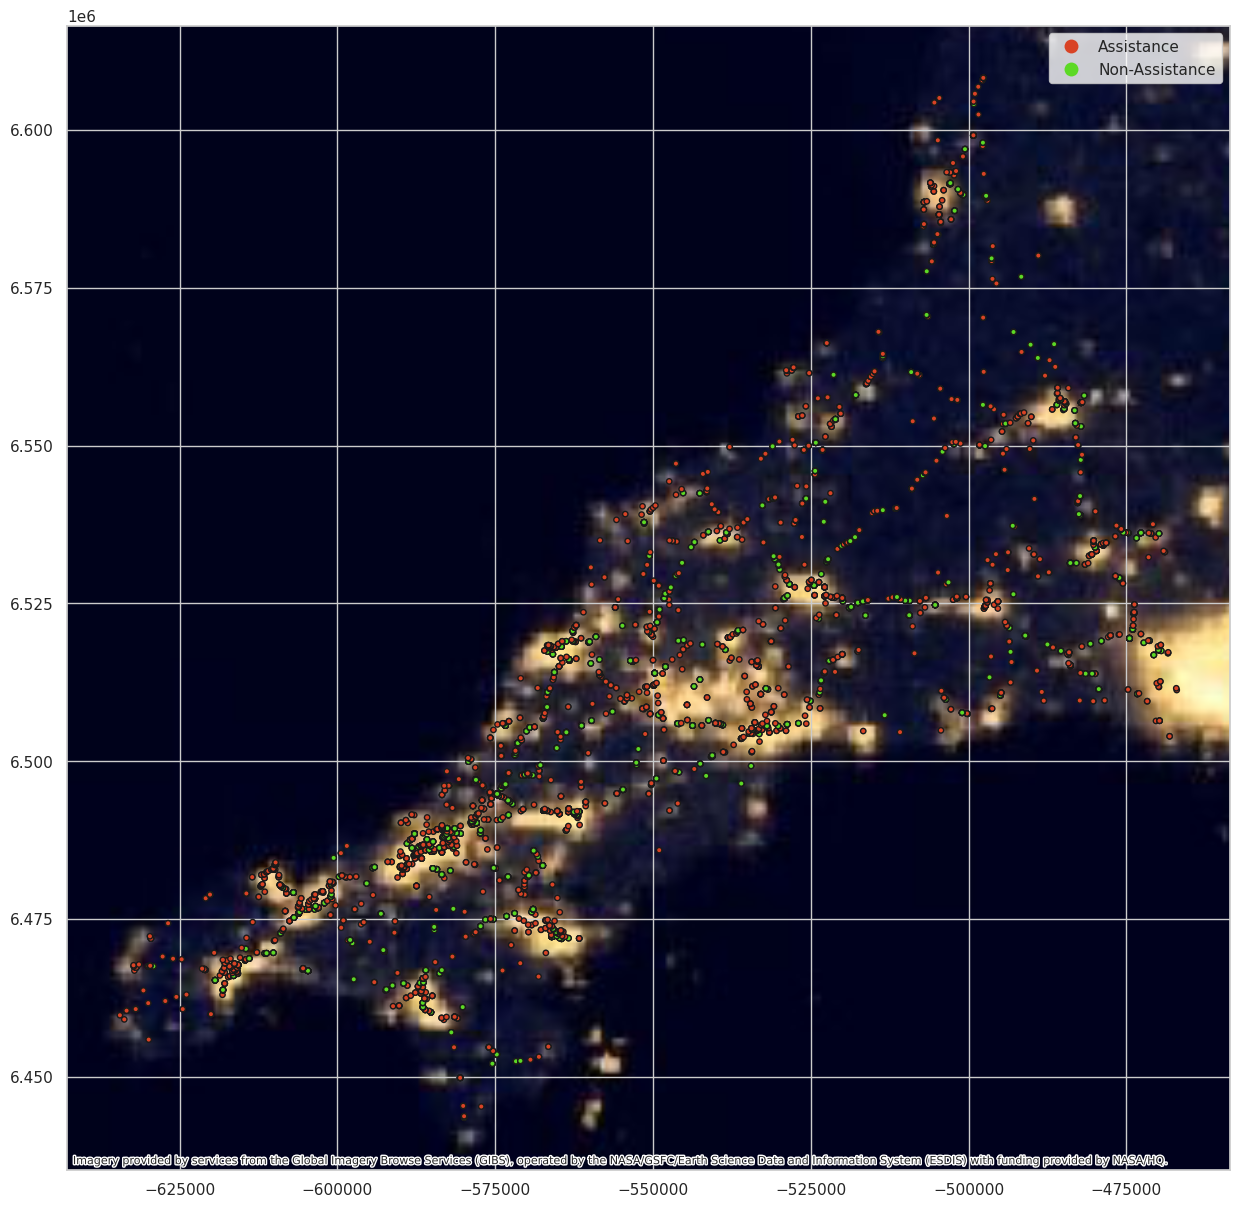 1e6
Assistance
Non-Assistance
6.600
6.575
6.550
6.525
6.500
6.475
6.450
Imagery provided by services from the Global Imagery Browse Services (GIBS), operated by the NASA/GSFC/Earth Science Data and Information System (ESDIS) with funding provided by NASA/HQ.
−625000 −600000 −575000 −550000 −525000 −500000 −475000